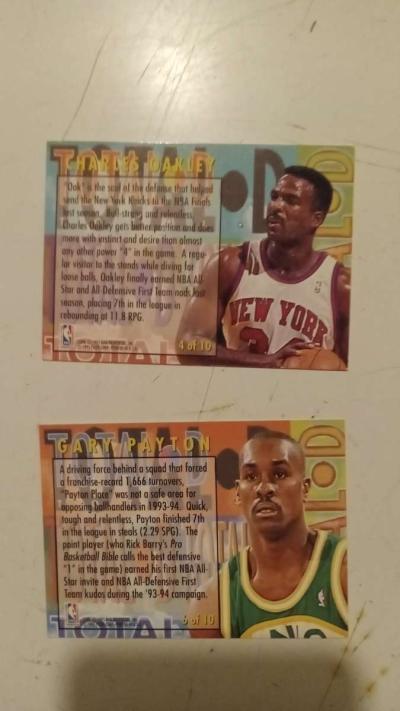 TOTAL D
CHARLES OAKLEY
"Oak" is the soul of the defense that helped
send the New York Knicks to the NBA Finals
last season. Bull-strong and relentless,
Charles Oakley gets better position and does
more with instinct and desire than almost
any other power "4" in the game. A regu-
lar visitor to the stands while diving for
loose balls, Oakley finally earned NBA All-
Star and All-Defensive First Team nods last
season, placing 7th in the league in
rebounding at 11.8 RPG.
4 of 10
NEW YORK
TOTAL
TOTAL D
GARY PAYTON
A driving force behind a squad that forced
a franchise-record 1,666 turnovers,
"Payton Place" was not a safe area for
opposing ballhandlers in 1993-94. Quick,
tough and relentless, Payton finished 7th
in the league in steals (2.29 SPG). The
point player (who Rick Barry's Pro
Basketball Bible calls the best defensive
"1" in the game) earned his first NBA All-
Star invite and NBA All-Defensive First
Team kudos during the '93-94 campaign.
6 of 10
TOTAL